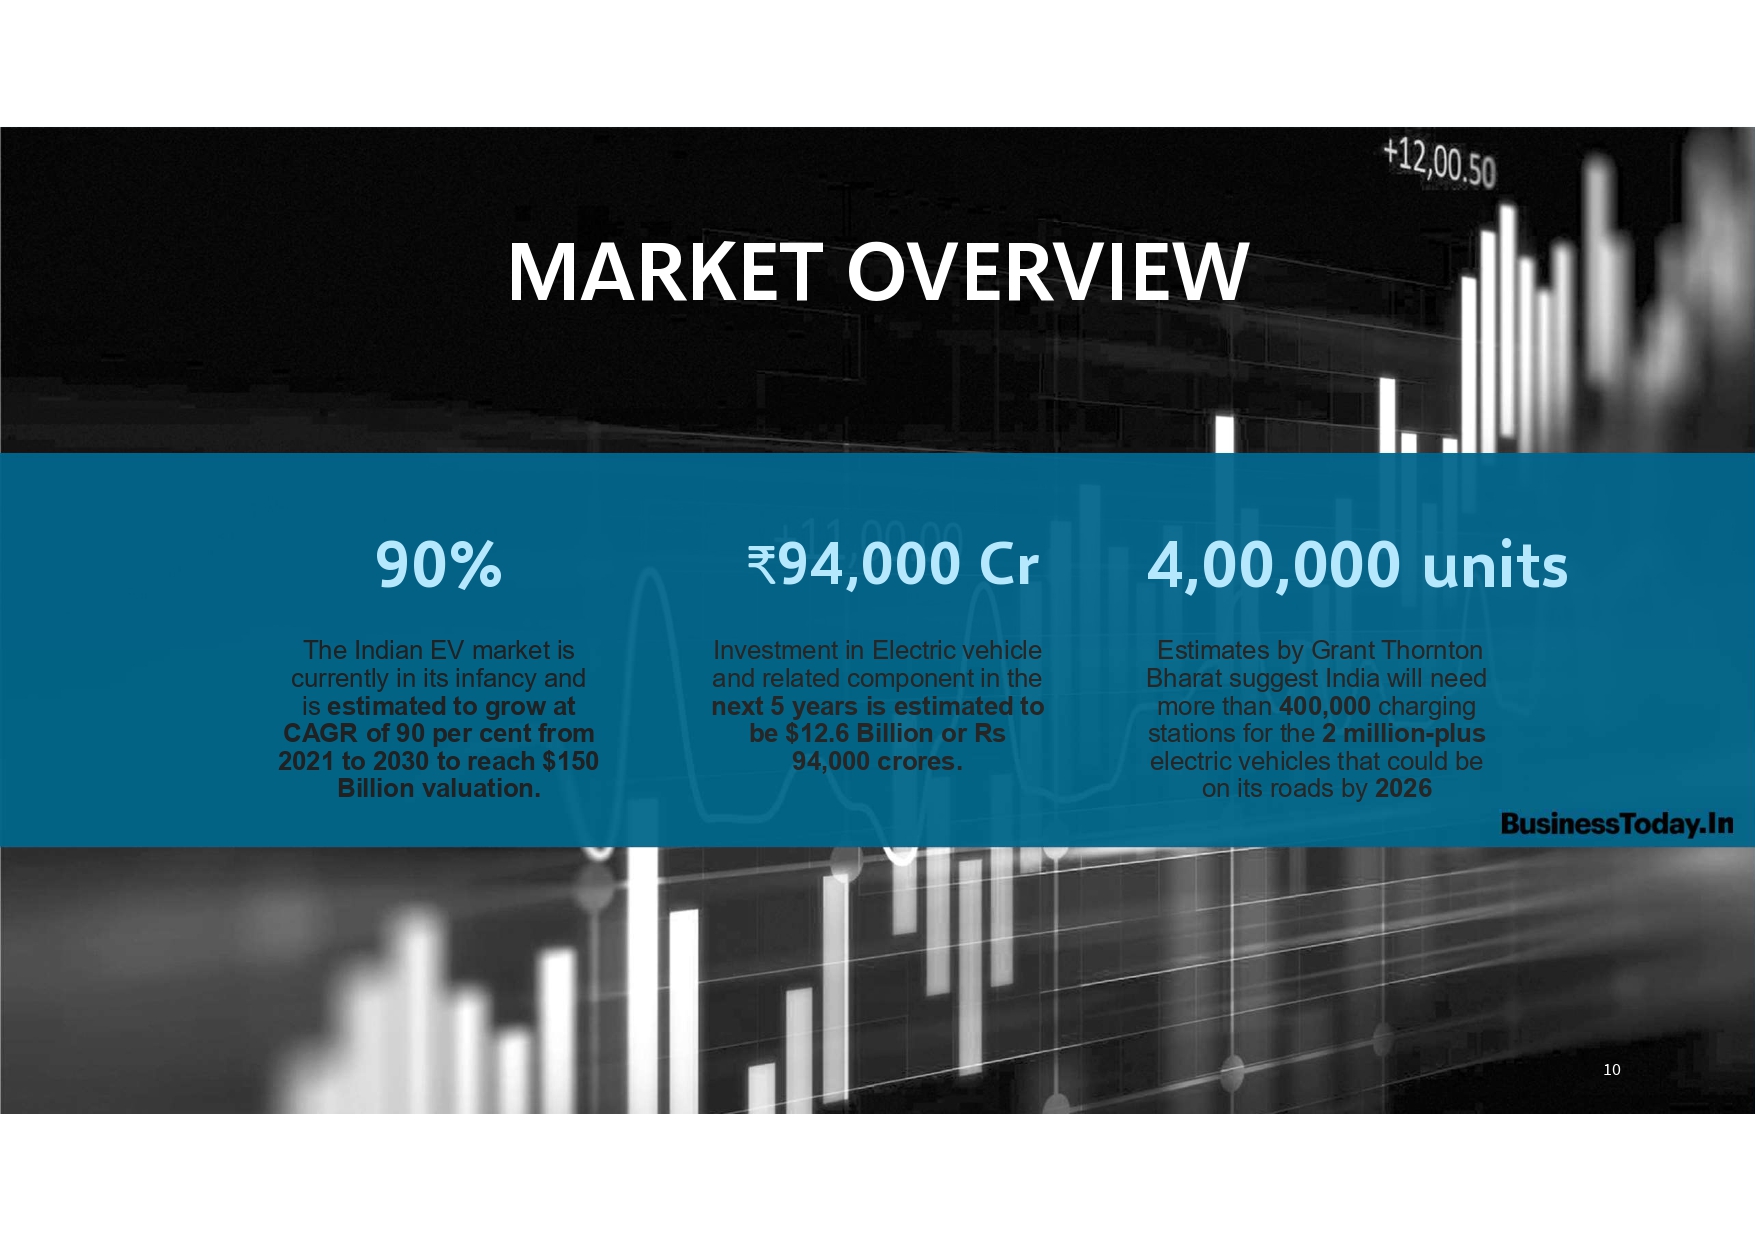 +12,00.50
MARKET OVERVIEW
+11,00.00.00
90%
₹94,000 Cr
4,00,000 units
The Indian EV market is
currently in its infancy and
is estimated to grow at
CAGR of 90 per cent from
2021 to 2030 to reach $150
Billion valuation.
Investment in Electric vehicle
and related component in the
next 5 years is estimated to
be $12.6 Billion or Rs
94,000 crores.
Estimates by Grant Thornton
Bharat suggest India will need
more than 400,000 charging
stations for the 2 million-plus
electric vehicles that could be
on its roads by 2026
BusinessToday.In
10